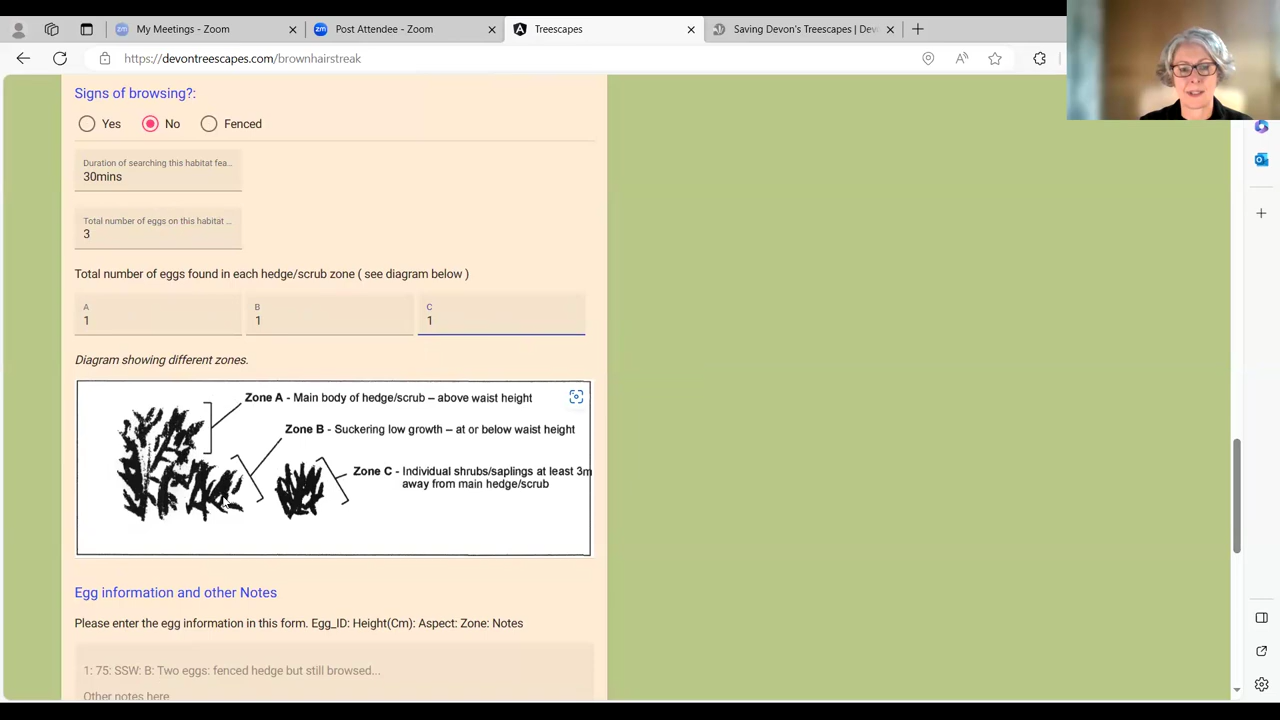 My Meetings - Zoom
Post Attendee - Zoom
Treescapes
Saving Devon's Treescapes | Dev
https://devontreescapes.com/brownhairstreak
Signs of browsing?:
Yes No Fenced
Duration of searching this habitat fea...
30mins
Total number of eggs on this habitat ...
3
Total number of eggs found in each hedge/scrub zone ( see diagram below )
A B C
1 1 1
Diagram showing different zones.
Zone A - Main body of hedge/scrub – above waist height
Zone B - Suckering low growth – at or below waist height
Zone C - Individual shrubs/saplings at least 3m
away from main hedge/scrub
Egg information and other Notes
Please enter the egg information in this form. Egg_ID: Height(Cm): Aspect: Zone: Notes
1: 75: SSW: B: Two eggs: fenced hedge but still browsed...
Other notes here